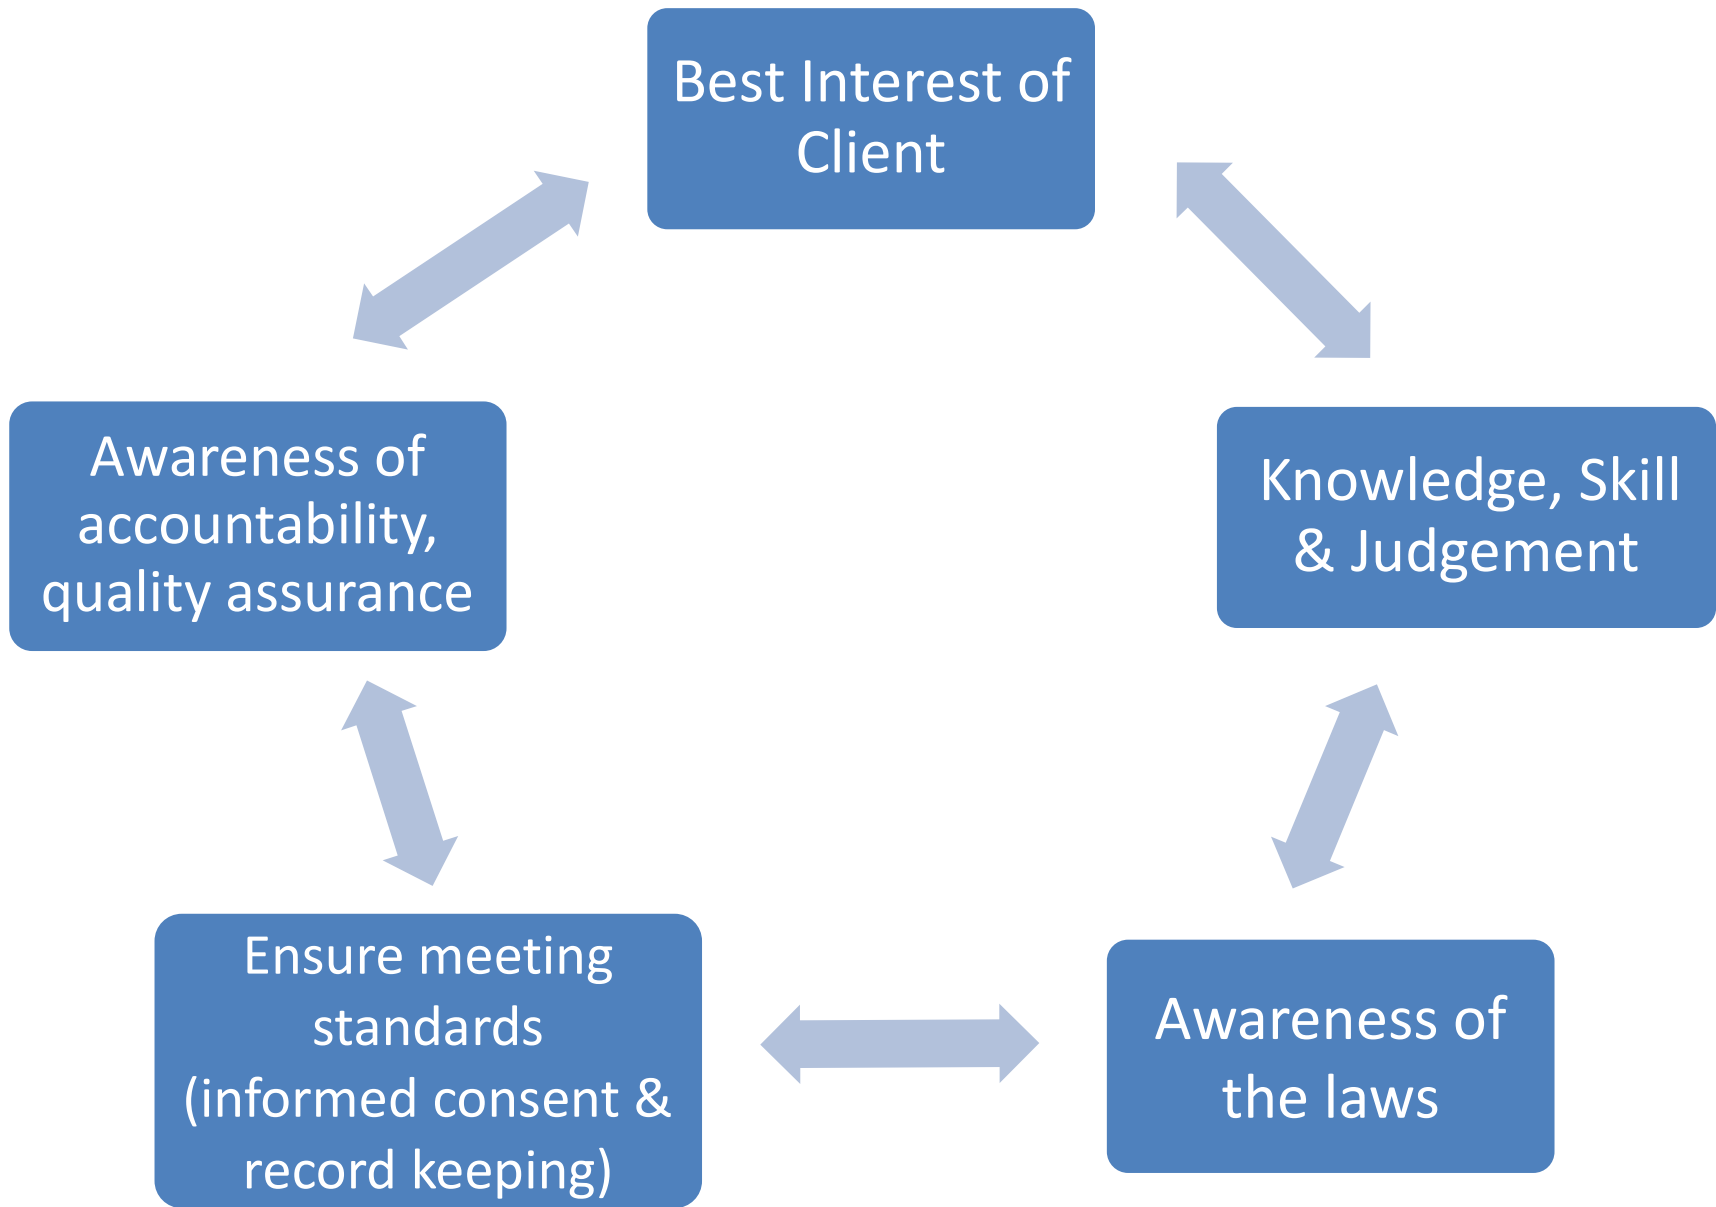 Best Interest of
Client
Knowledge, Skill
& Judgement
Awareness of
the laws
Ensure meeting
standards
(informed consent &
record keeping)
Awareness of
accountability,
quality assurance